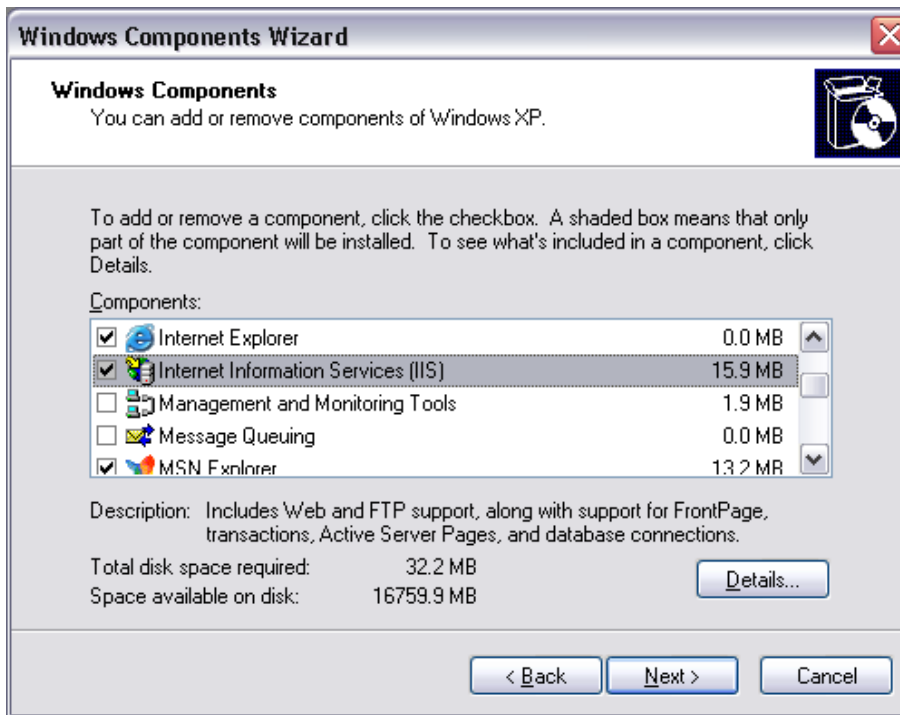 Windows Components Wizard
Windows Components
You can add or remove components of Windows XP.
To add or remove a component, click the checkbox. A shaded box means that only
part of the component will be installed. To see what's included in a component, click
Details.
Components:
Internet Explorer 0.0 MB
Internet Information Services (IIS) 15.9 MB
Management and Monitoring Tools 1.9 MB
Message Queuing 0.0 MB
MSN Explorer 13.2 MB
Description: Includes Web and FTP support, along with support for FrontPage,
transactions, Active Server Pages, and database connections.
Total disk space required: 32.2 MB
Space available on disk: 16759.9 MB
Details...
< Back Next > Cancel